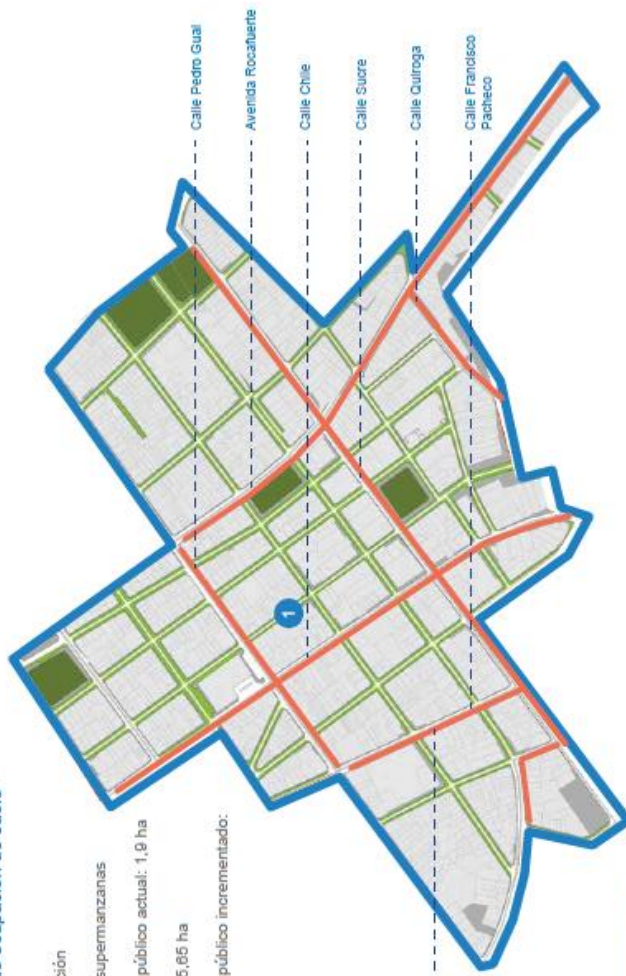 ción
supermanzanas
público actual: 1,9 ha
5,65 ha
público incrementado:
1
Calle Pedro Gual
Avenida Rocafuerte
Calle Chile
Calle Sucre
Calle Quiroga
Calle Francisco
Pacheco